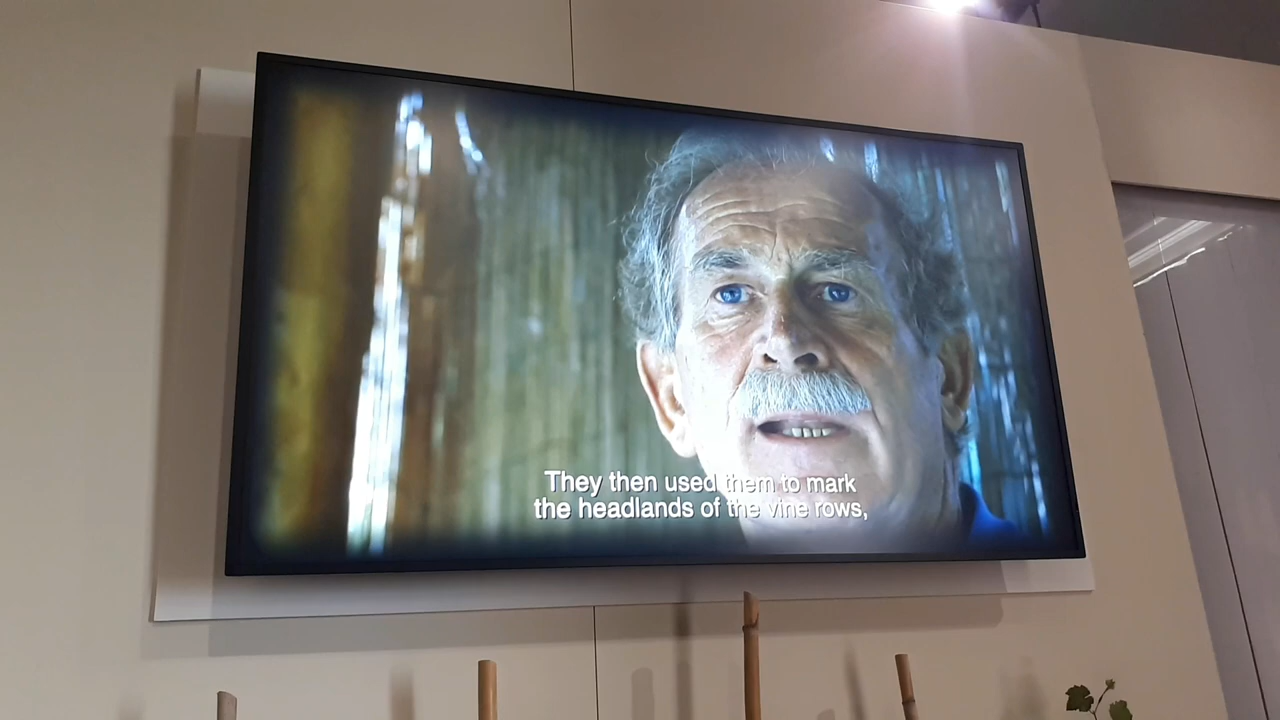 They then used them to mark
the headlands of the vine rows,